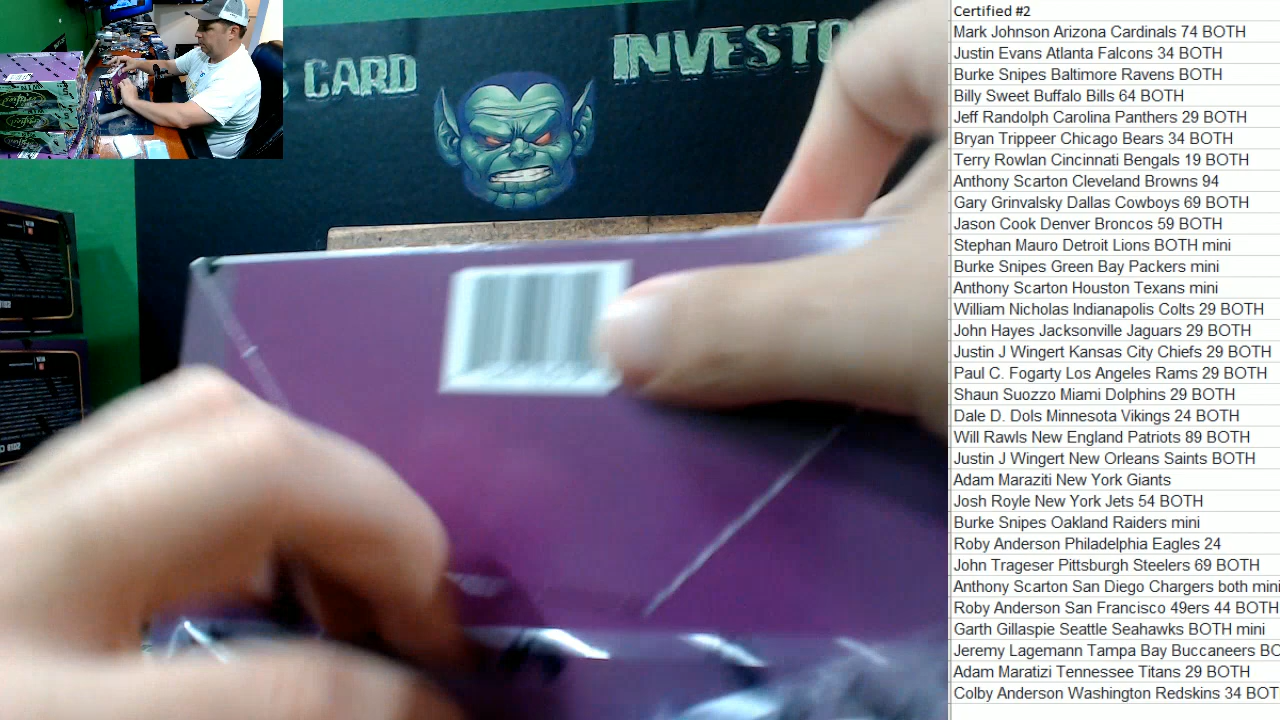 CARD
INVESTO
Certified #2
Mark Johnson Arizona Cardinals 74 BOTH
Justin Evans Atlanta Falcons 34 BOTH
Burke Snipes Baltimore Ravens BOTH
Billy Sweet Buffalo Bills 64 BOTH
Jeff Randolph Carolina Panthers 29 BOTH
Bryan Trippeer Chicago Bears 34 BOTH
Terry Rowlan Cincinnati Bengals 19 BOTH
Anthony Scarton Cleveland Browns 94
Gary Grinvalsky Dallas Cowboys 69 BOTH
Jason Cook Denver Broncos 59 BOTH
Stephan Mauro Detroit Lions BOTH mini
Burke Snipes Green Bay Packers mini
Anthony Scarton Houston Texans mini
William Nicholas Indianapolis Colts 29 BOTH
John Hayes Jacksonville Jaguars 29 BOTH
Justin J Wingert Kansas City Chiefs 29 BOTH
Paul C. Fogarty Los Angeles Rams 29 BOTH
Shaun Suozzo Miami Dolphins 29 BOTH
Dale D. Dols Minnesota Vikings 24 BOTH
Will Rawls New England Patriots 89 BOTH
Justin J Wingert New Orleans Saints BOTH
Adam Maraziti New York Giants
Josh Royle New York Jets 54 BOTH
Burke Snipes Oakland Raiders mini
Roby Anderson Philadelphia Eagles 24
John Trageser Pittsburgh Steelers 69 BOTH
Anthony Scarton San Diego Chargers both mini
Roby Anderson San Francisco 49ers 44 BOTH
Garth Gillaspie Seattle Seahawks BOTH mini
Jeremy Lagemann Tampa Bay Buccaneers BO
Adam Maratizi Tennessee Titans 29 BOTH
Colby Anderson Washington Redskins 34 BOT